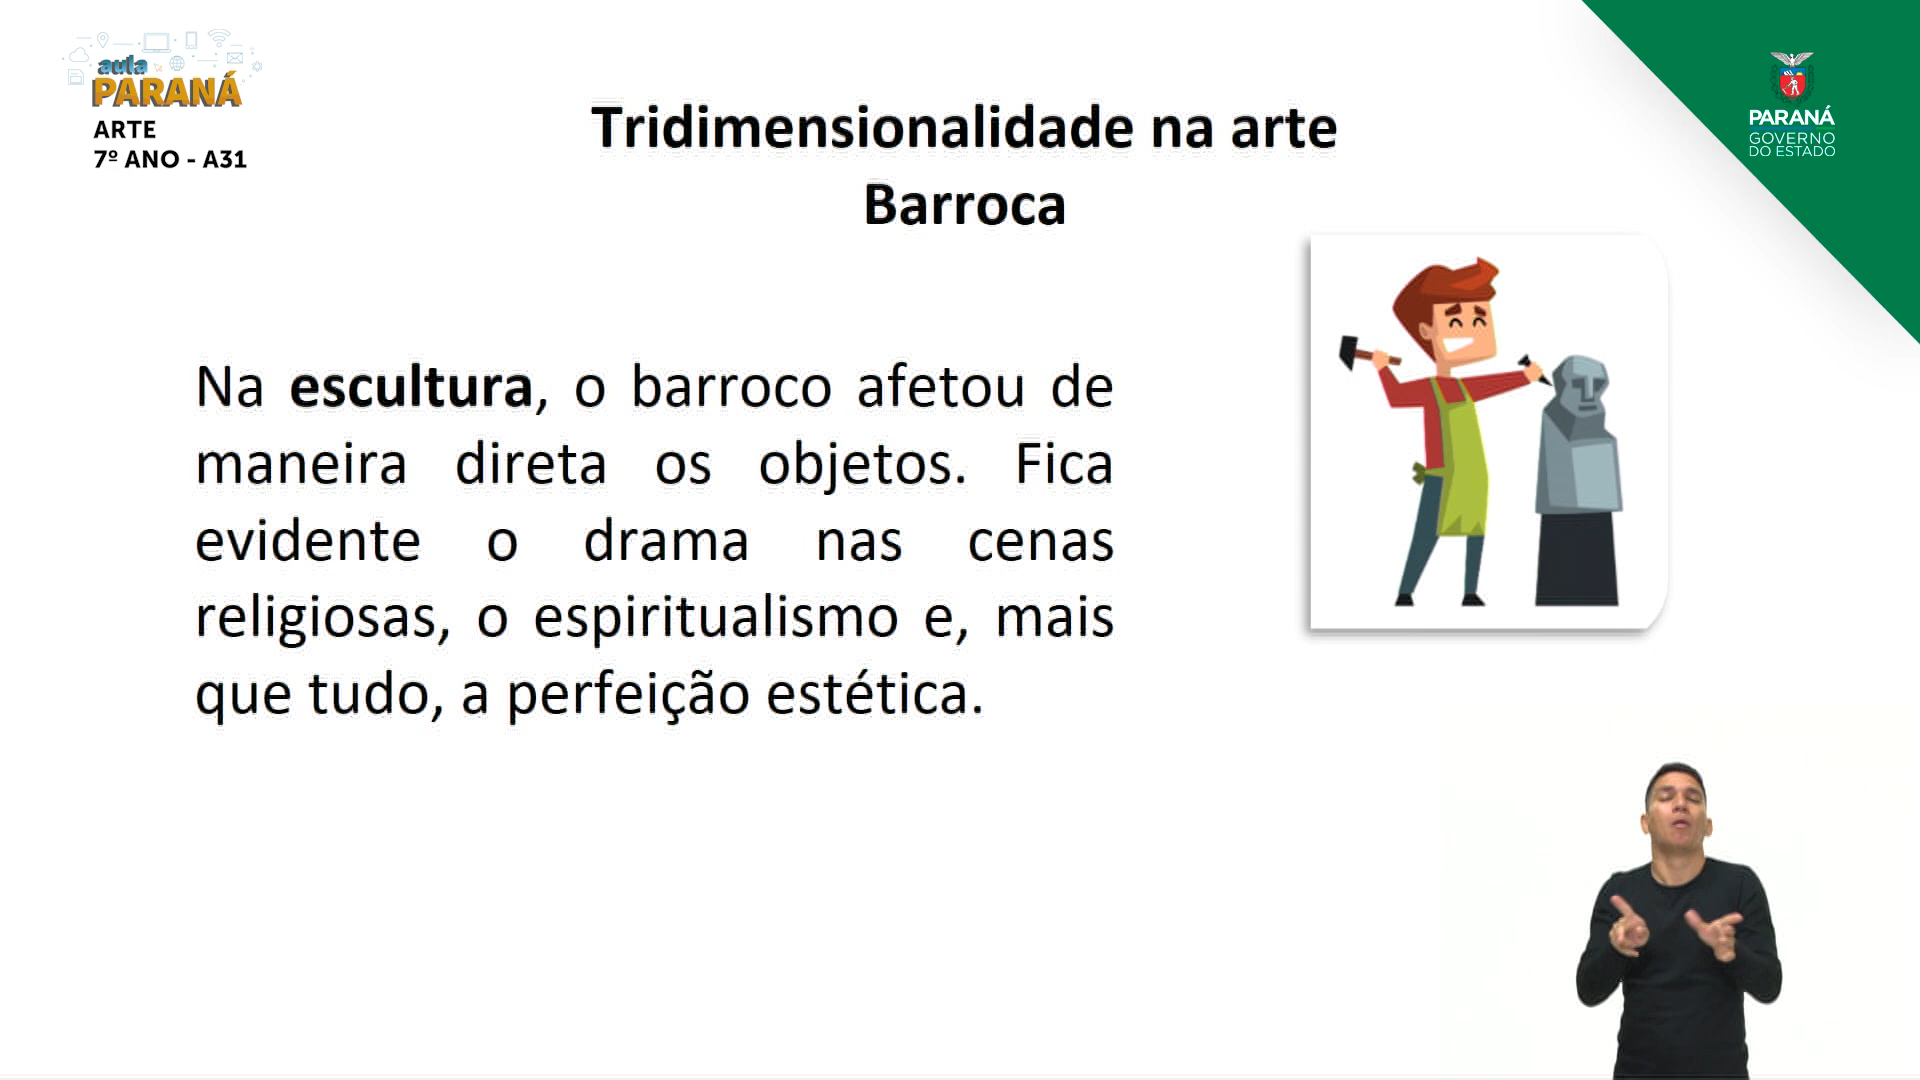 aula
PARANÁ
ARTE
7º ANO - A31
PARANÁ
GOVERNO
DO ESTADO
Tridimensionalidade na arte
Barroca
Na escultura, o barroco afetou de
maneira direta os objetos. Fica
evidente o drama nas cenas
religiosas, o espiritualismo e, mais
que tudo, a perfeição estética.